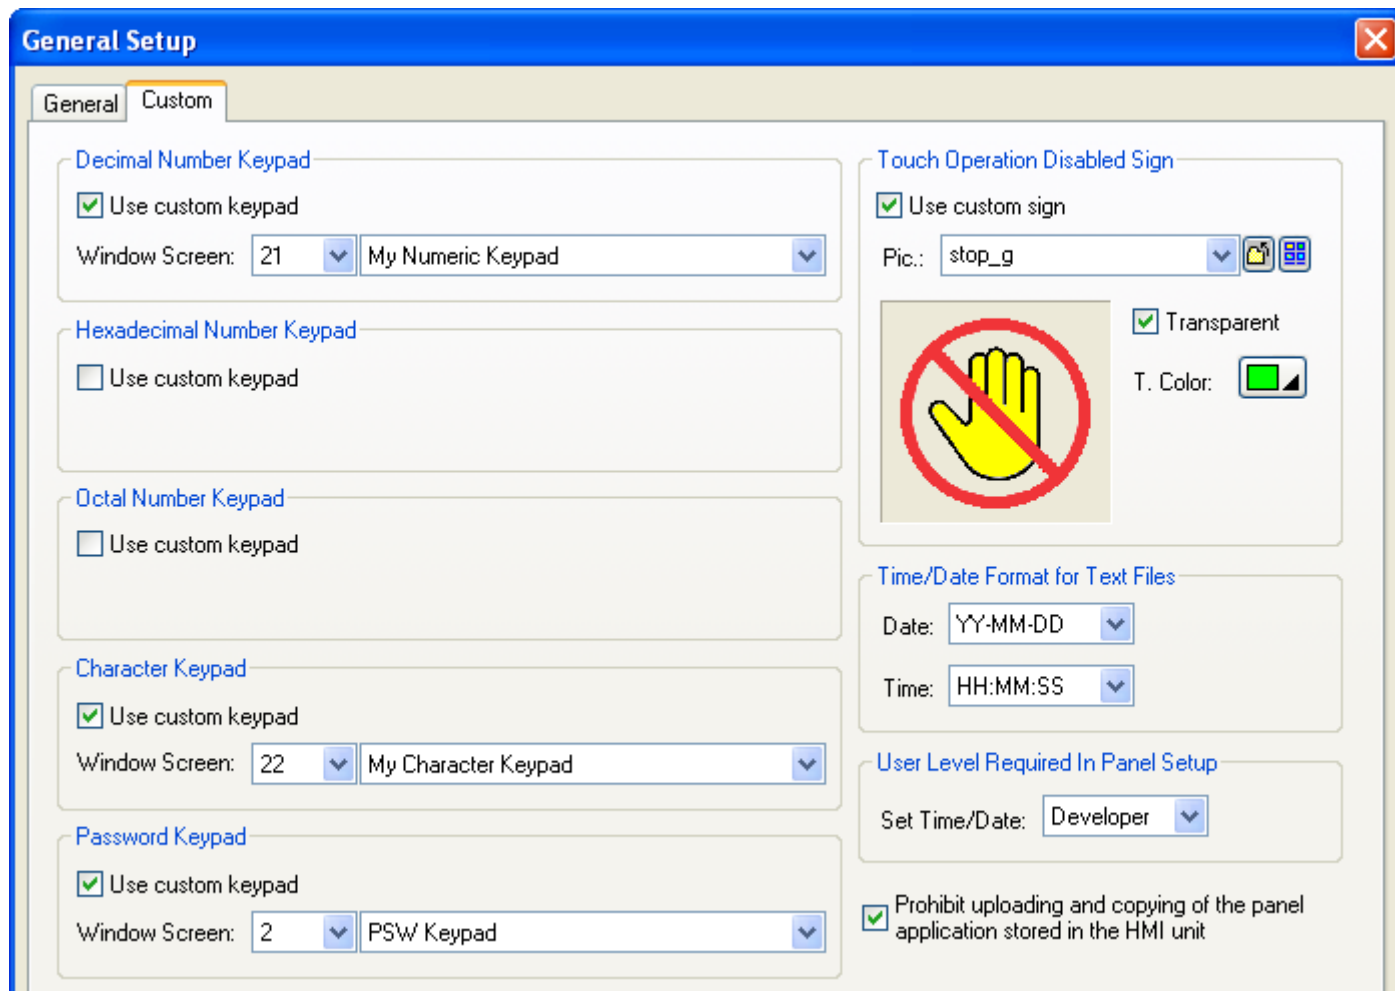 General Setup
General
Custom
Decimal Number Keypad
Use custom keypad
Window Screen: 21 My Numeric Keypad
Hexadecimal Number Keypad
Use custom keypad
Octal Number Keypad
Use custom keypad
Character Keypad
Use custom keypad
Window Screen: 22 My Character Keypad
Password Keypad
Use custom keypad
Window Screen: 2 PSW Keypad
Touch Operation Disabled Sign
Use custom sign
Pic.: stop_g
Transparent
T. Color:
Time/Date Format for Text Files
Date: YY-MM-DD
Time: HH:MM:SS
User Level Required In Panel Setup
Set Time/Date: Developer
Prohibit uploading and copying of the panel
application stored in the HMI unit